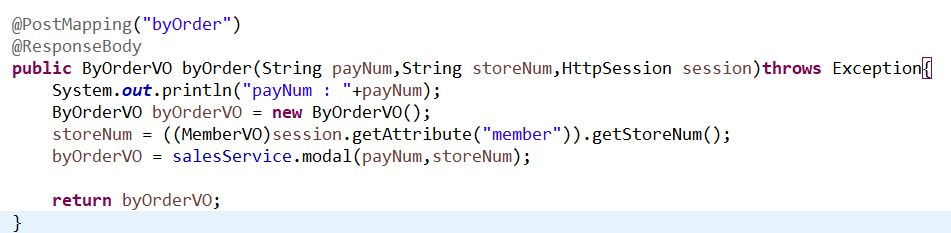 @PostMapping("byOrder")
@ResponseBody
public ByOrderVO byOrder(String payNum,String storeNum,HttpSession session)throws Exception{
    System.out.println("payNum : "+payNum);
    ByOrderVO byOrderVO = new ByOrderVO();
    storeNum = ((MemberVO)session.getAttribute("member")).getStoreNum();
    byOrderVO = salesService.modal(payNum,storeNum);

    return byOrderVO;
}